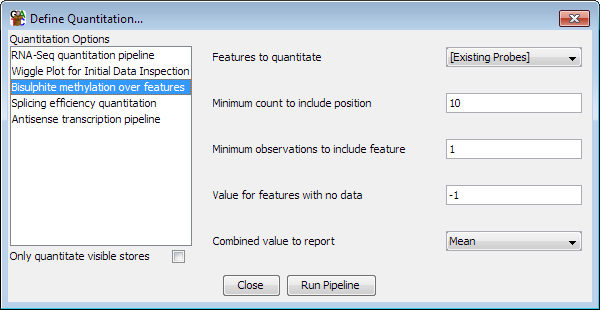 Define Quantitation...
Quantitation Options
RNA-Seq quantitation pipeline
Wiggle Plot for Initial Data Inspection
Bisulphite methylation over features
Splicing efficiency quantitation
Antisense transcription pipeline
Only quantitate visible stores
Features to quantitate [Existing Probes]
Minimum count to include position 10
Minimum observations to include feature 1
Value for features with no data -1
Combined value to report Mean
Close Run Pipeline